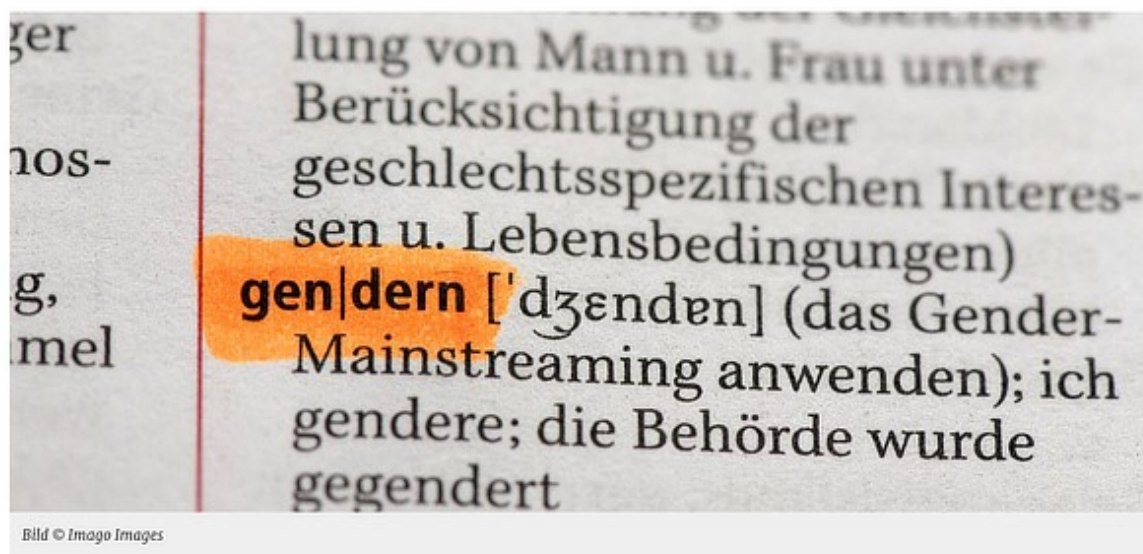 ger
nos-
g,
mel
lung von Mann u. Frau unter
Berücksichtigung der
geschlechtsspezifischen Interes-
sen u. Lebensbedingungen)
gen|dern [ˈdʒɛndɐn] (das Gender-
Mainstreaming anwenden); ich
gendere; die Behörde wurde
gegendert
Bild © Imago Images